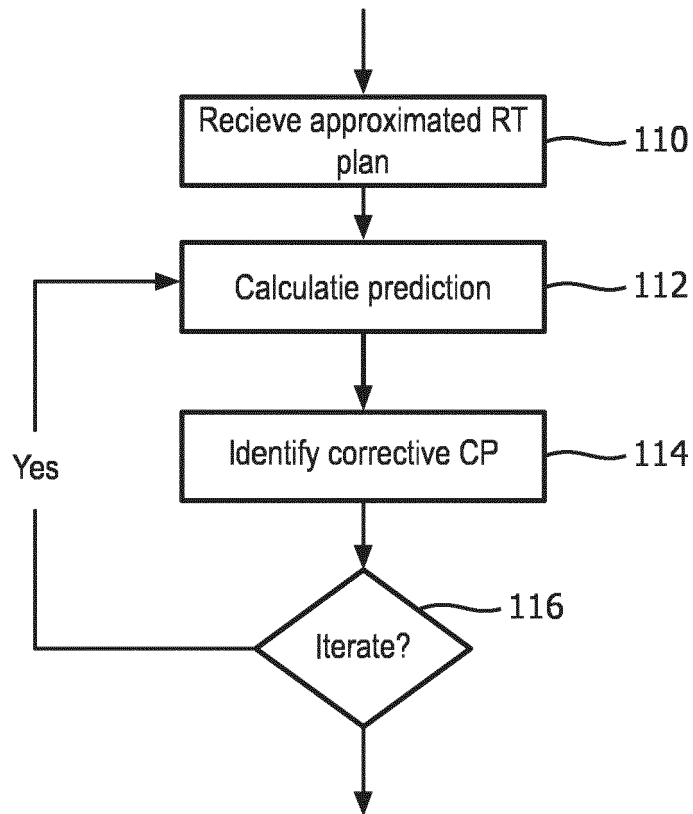 Recieve approximated RT
plan
110
Calculatie prediction
112
Identify corrective CP
114
Yes
116
Iterate?